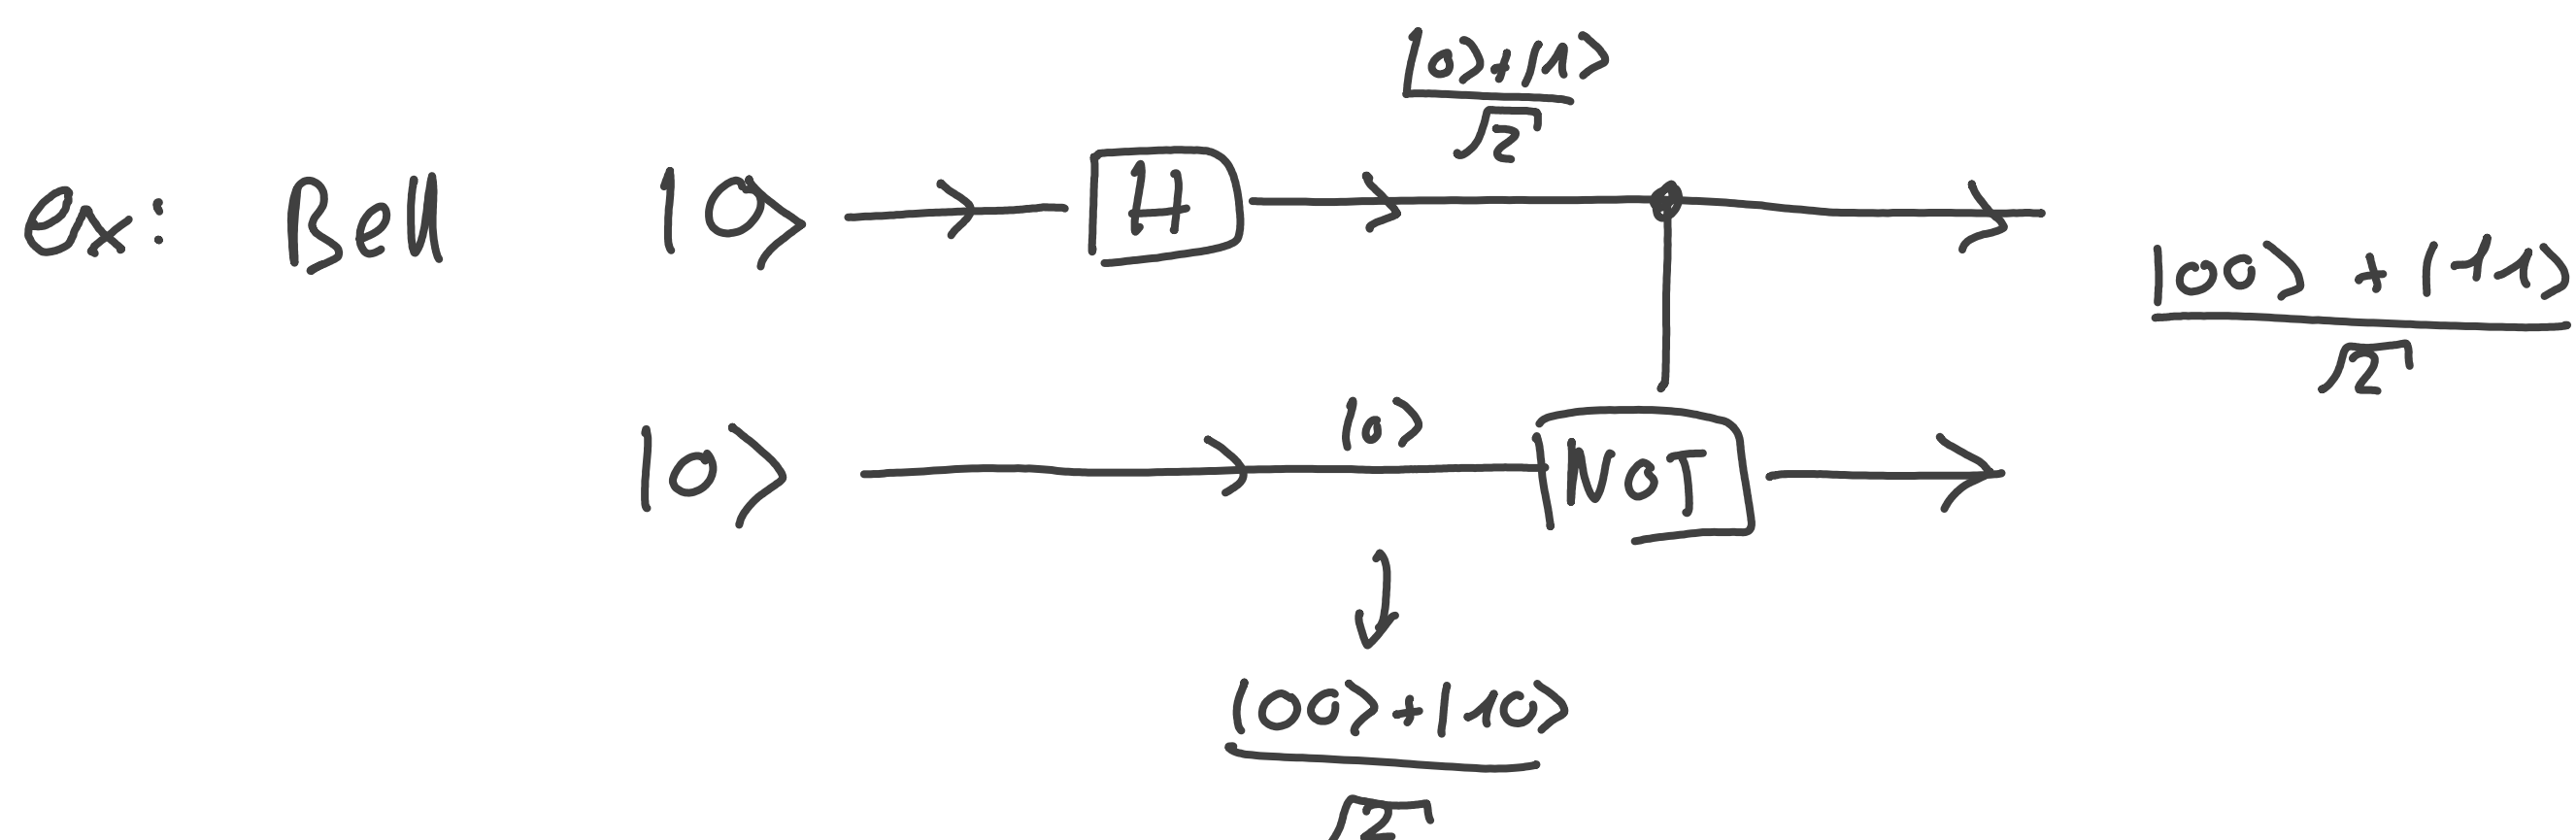 ex: Bell |0> H (|0>+|1>)/√2 (|00> + |11>)/√2
|0> |0> NOT
(|00>+|10>)/√2